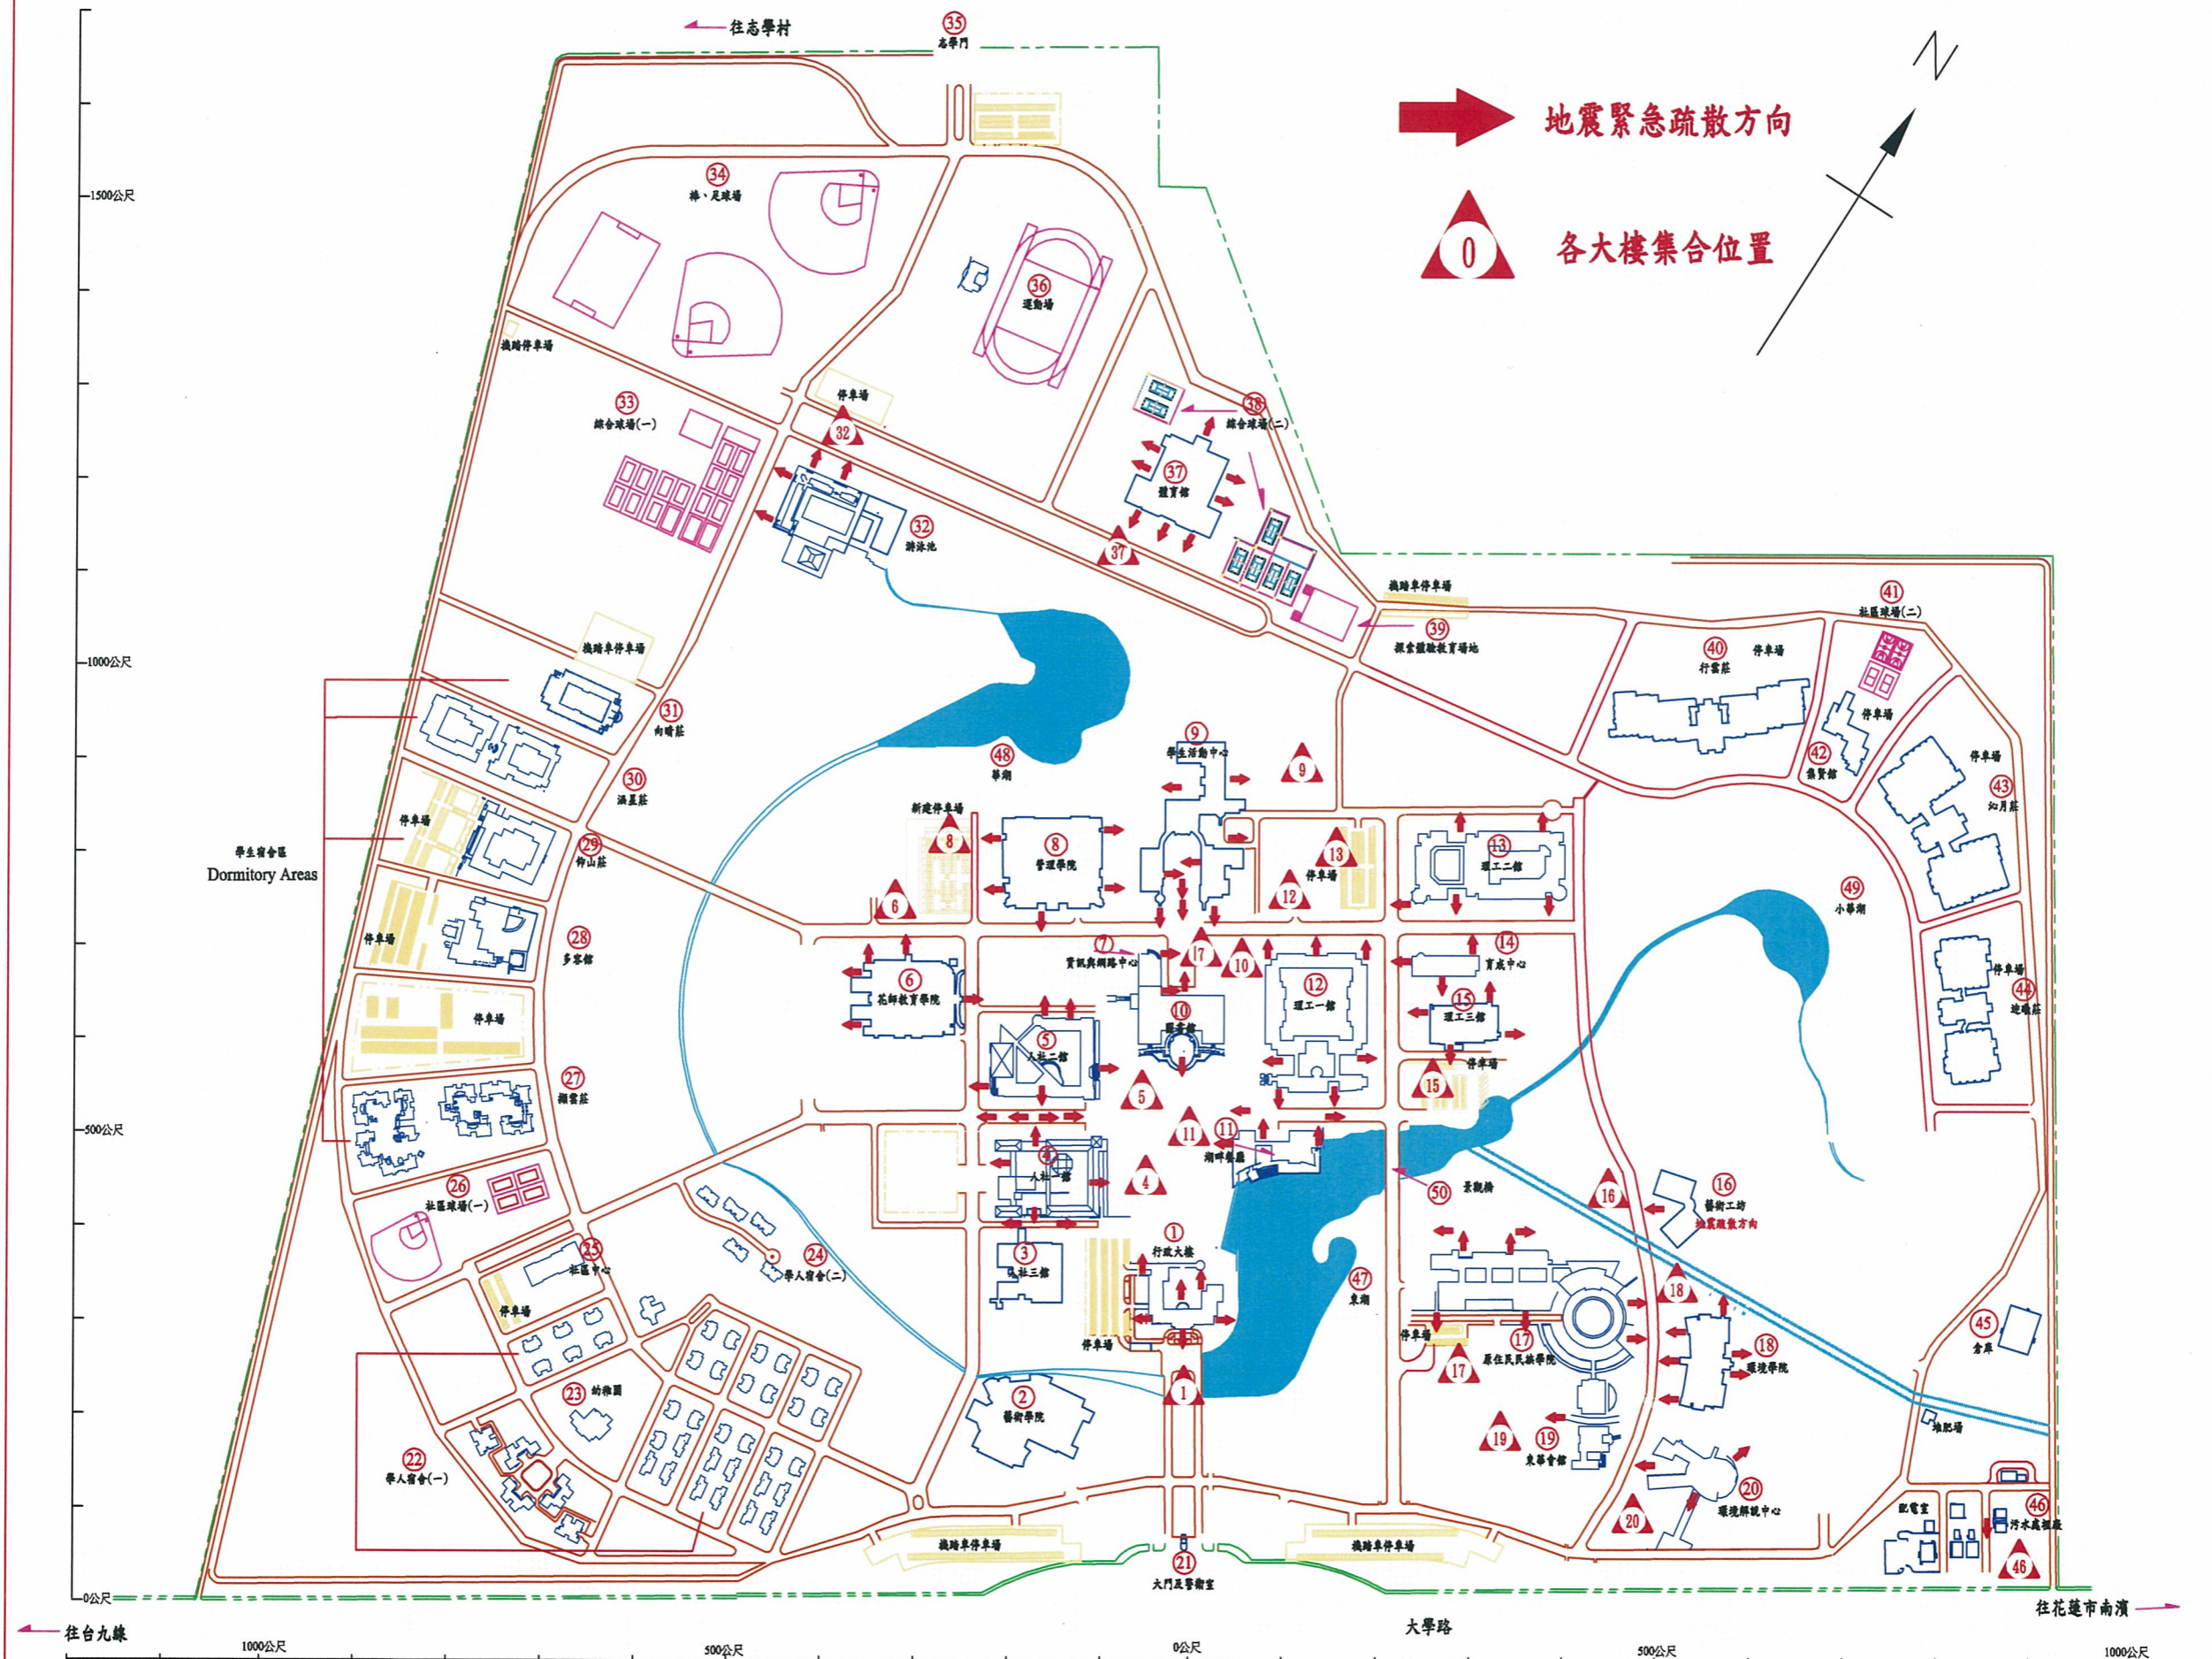 往志學村
35
志學門
N
地震緊急疏散方向
0
各大樓集合位置
1500公尺
34
棒、足球場
36
運動場
機踏停車場
停車場
32
33
綜合球場(一)
38
綜合球場(二)
37
體育館
32
游泳池
37
機踏車停車場
39
探索體驗教育場地
41
社區球場(二)
40
行雲莊
停車場
1000公尺
機踏車停車場
31
向晴莊
停車場
42
集賢館
停車場
43
沁月莊
48
華湖
9
學生活動中心
9
30
涵星莊
停車場
29
仰山莊
新建停車場
8
8
管理學院
13
停車場
13
環工二館
學生宿舍區
Dormitory Areas
6
12
49
小華湖
28
多容館
停車場
7
資訊與網路中心
17
10
14
育成中心
停車場
44
迎曦莊
6
花師教育學院
12
理工一館
10
圖書館
15
理工三館
停車場
5
人社二館
停車場
15
5
27
擷雲莊
500公尺
11
11
湖畔餐廳
4
人社一館
4
50
景觀橋
16
16
藝術工坊
地震疏散方向
26
社區球場(一)
25
社區中心
停車場
24
學人宿舍(二)
3
人社三館
1
行政大樓
停車場
47
東湖
18
停車場
17
原住民民族學院
17
18
環境學院
45
倉庫
堆肥場
1
2
藝術學院
23
幼稚園
22
學人宿舍(一)
19
19
東華會館
20
環境解說中心
20
配電室
46
污水處理廠
46
機踏車停車場
機踏車停車場
21
大門及警衛室
0公尺
往台九線
大學路
往花蓮市南濱
1000公尺
500公尺
0公尺
500公尺
1000公尺